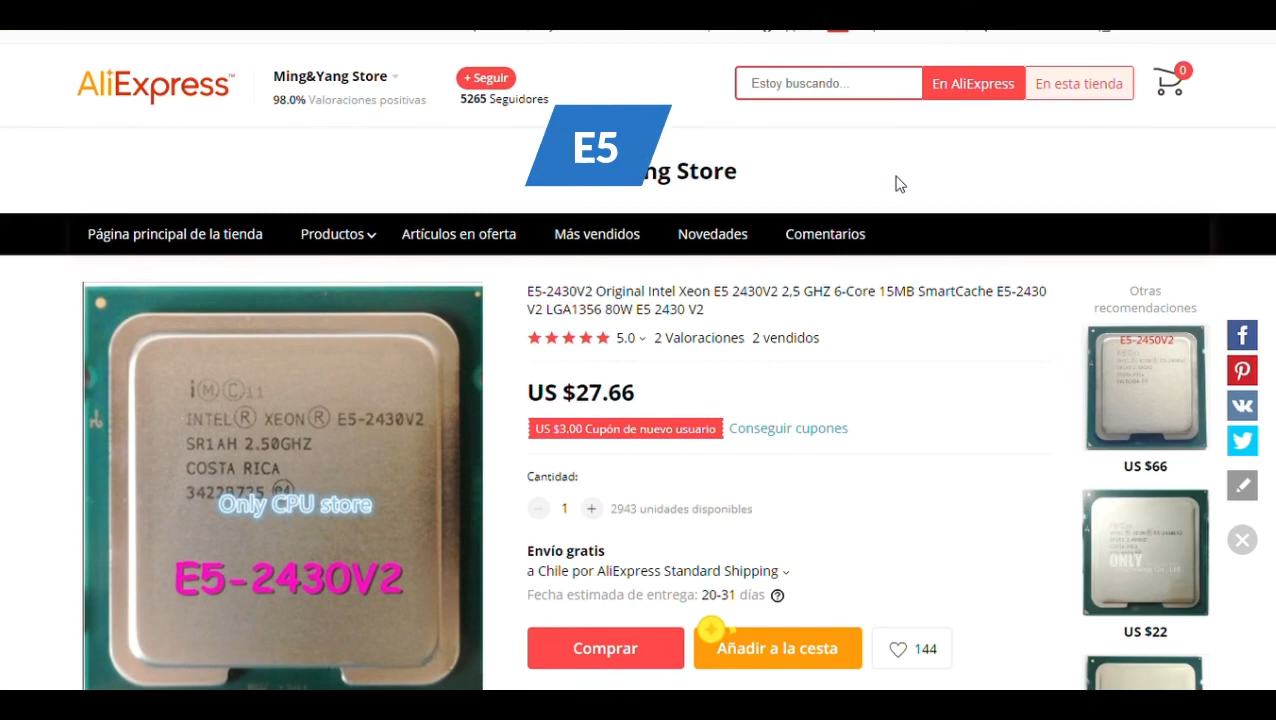 AliExpress™
Ming&Yang Store
98.0% Valoraciones positivas
+ Seguir
5265 Seguidores
Estoy buscando...
En AliExpress
En esta tienda
0
E5
ng Store
Página principal de la tienda
Productos
Artículos en oferta
Más vendidos
Novedades
Comentarios
i Ⓜ Ⓒ 11
INTEL® XEON® E5-2430V2
SR1AH 2.50GHZ
COSTA RICA
Only CPU store
E5-2430V2
E5-2430V2 Original Intel Xeon E5 2430V2 2,5 GHZ 6-Core 15MB SmartCache E5-2430
V2 LGA1356 80W E5 2430 V2
5.0
2 Valoraciones
2 vendidos
US $27.66
US $3.00 Cupón de nuevo usuario
Conseguir cupones
Cantidad:
1
+
2943 unidades disponibles
Envío gratis
a Chile por AliExpress Standard Shipping
Fecha estimada de entrega: 20-31 días ?
Comprar
Añadir a la cesta
144
Otras
recomendaciones
E5-2450V2
US $66
ONLY
US $22